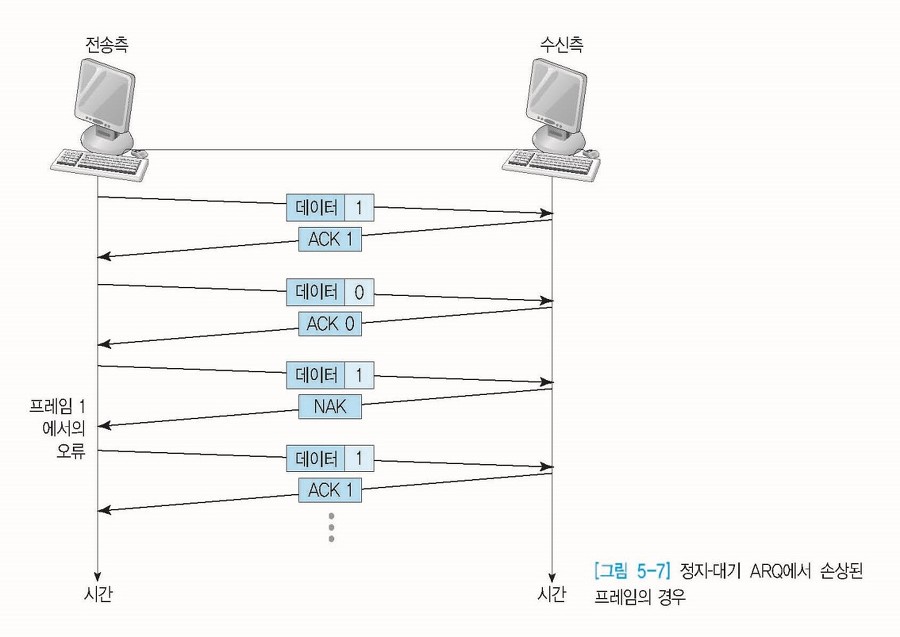 전송측
수신측
데이터 1
ACK 1
데이터 0
ACK 0
데이터 1
NAK
프레임 1
에서의
오류
데이터 1
ACK 1
시간
시간
[그림 5-7] 정지-대기 ARQ에서 손상된
프레임의 경우